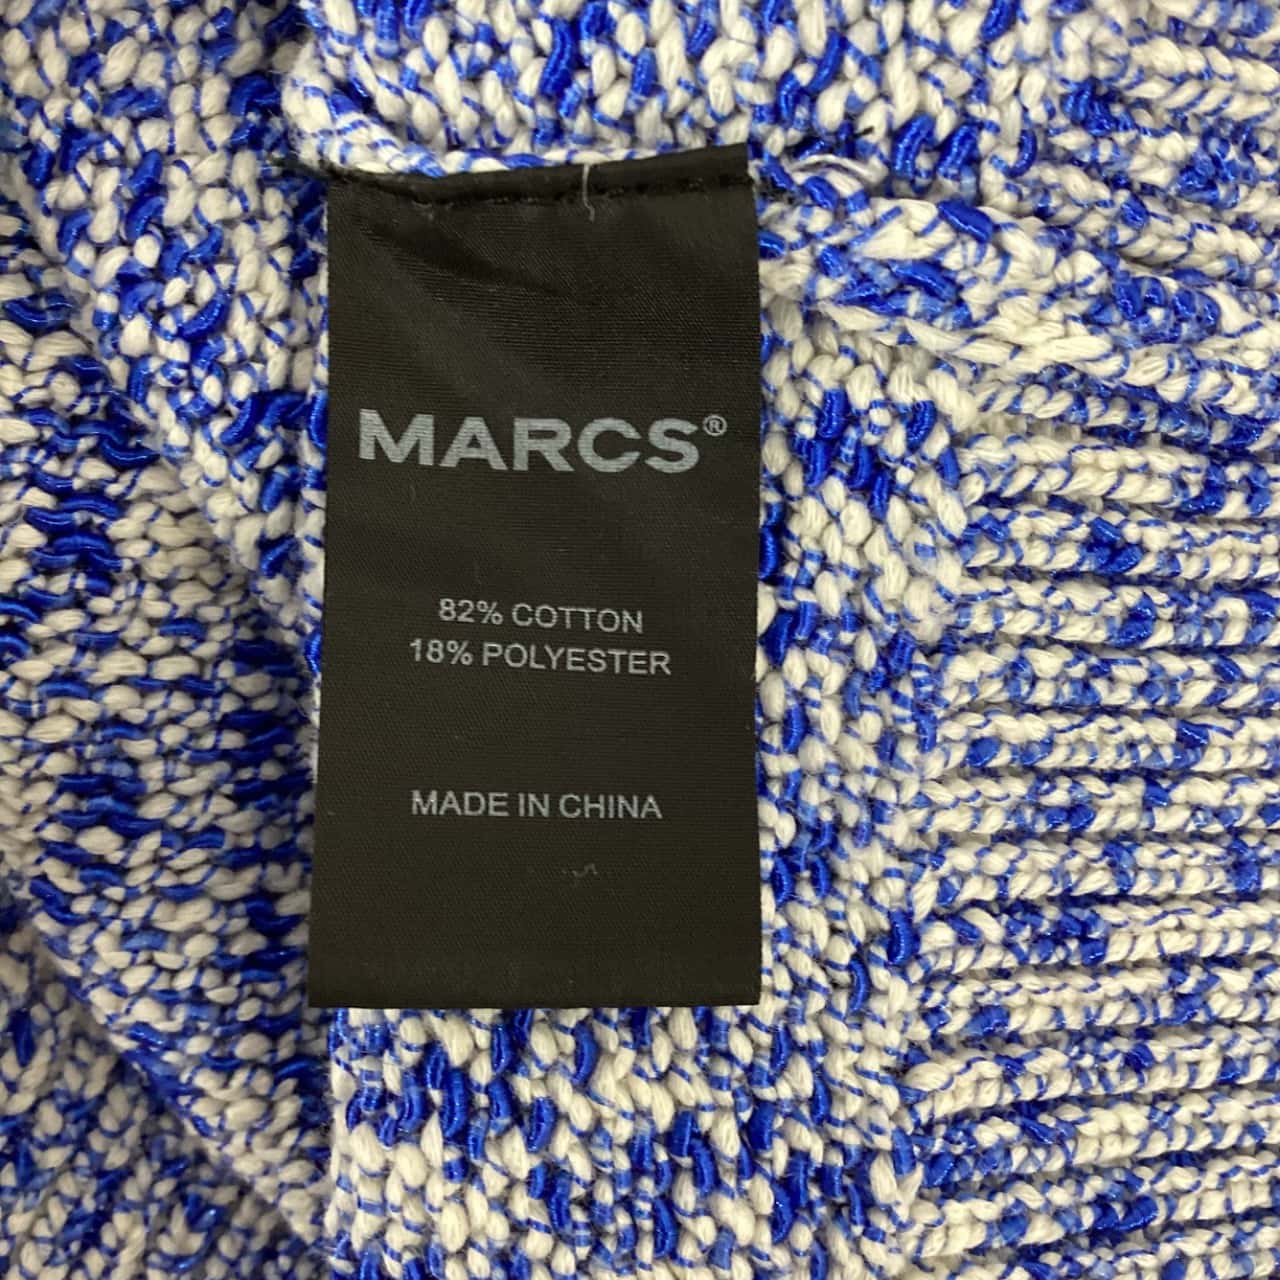 MARCS®
82% COTTON
18% POLYESTER
MADE IN CHINA